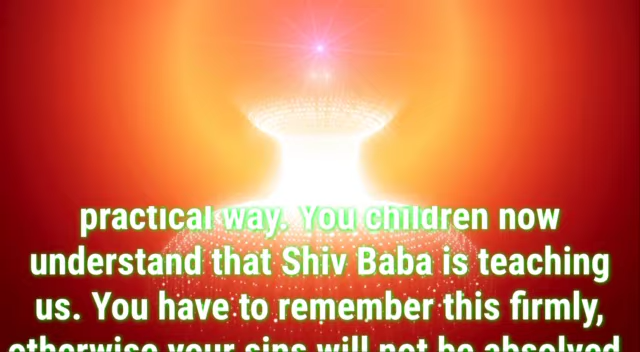 practical way. You children now
understand that Shiv Baba is teaching
us. You have to remember this firmly,
otherwise your sins will not be absolved